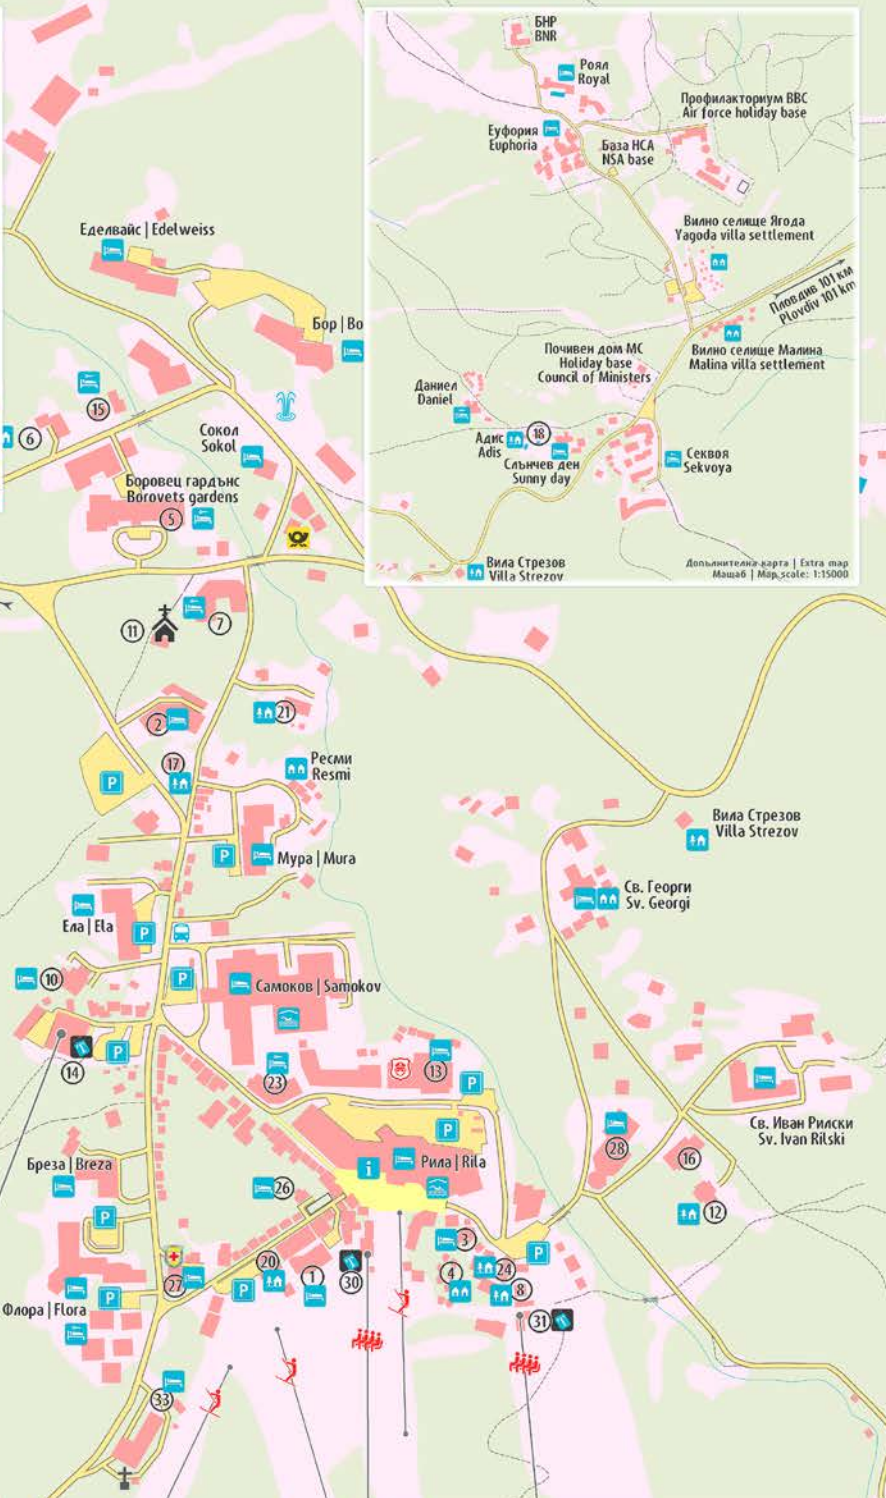 БНР
BNR
Роял
Royal
Профилакториум ВВС
Air force holiday base
Еуфория
Euphoria
База НСА
NSA base
Вилно селище Ягода
Yagoda villa settlement
Пловдив 101 км
Plovdiv 101 km
Почивен дом МС
Holiday base
Council of Ministers
Вилно селище Малина
Malina villa settlement
Даниел
Daniel
18
Адис
Adis
Слънчев ден
Sunny day
Секвоя
Sekvoya
Вила Стрезов
Villa Strezov
Допълнителна карта | Extra map
Мащаб | Map scale: 1:15000
Еделвайс | Edelweiss
Бор | Bo
15
6
Сокол
Sokol
Боровец гардънс
Borovets gardens
5
11
7
2
21
17
Ресми
Resmi
P
P
Мура | Mura
Вила Стрезов
Villa Strezov
Св. Георги
Sv. Georgi
Ела | Ela
P
10
P
Самоков | Samokov
14
P
23
13
P
P
Св. Иван Рилски
Sv. Ivan Rilski
28
16
Бреза | Breza
i
Рила | Rila
26
12
P
3
P
20
27
P
1
30
4
24
8
P
Флора | Flora
31
33